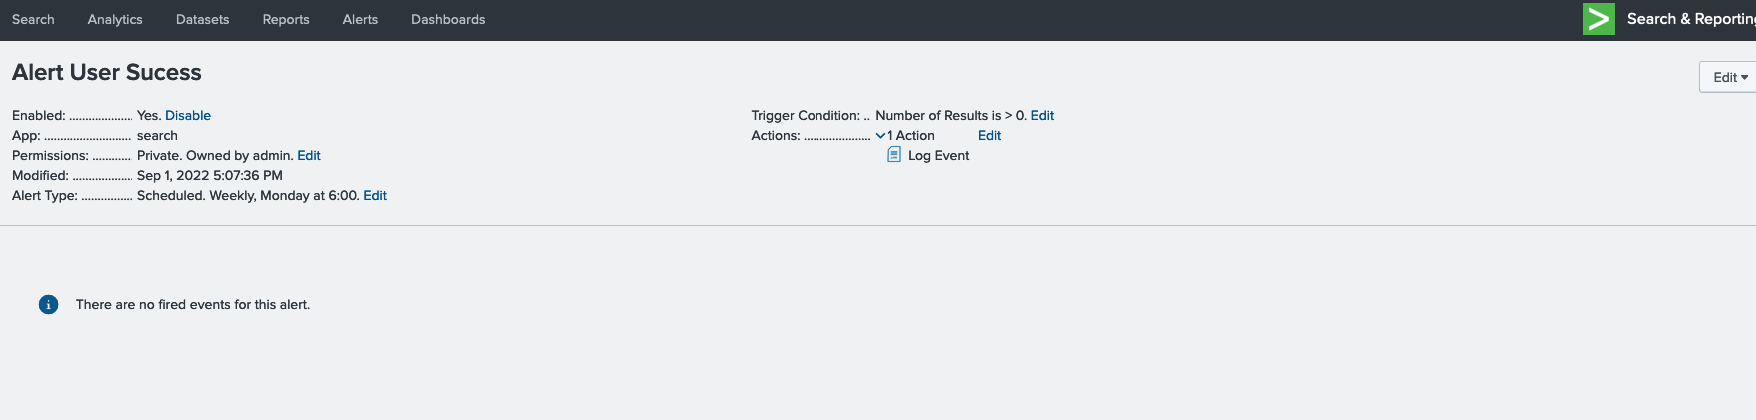 Search Analytics Datasets Reports Alerts Dashboards Search & Reporting
Alert User Sucess
Edit
Enabled: ................... Yes. Disable
App: ........................... search
Permissions: ............ Private. Owned by admin. Edit
Modified: .................. Sep 1, 2022 5:07:36 PM
Alert Type: ................ Scheduled. Weekly, Monday at 6:00. Edit
Trigger Condition: .. Number of Results is > 0. Edit
Actions: .................... 1 Action Edit
Log Event
There are no fired events for this alert.